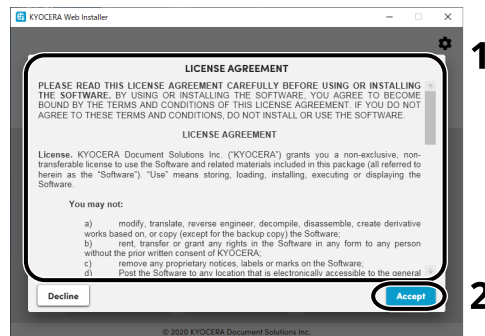 KYOCERA Web Installer
1
LICENSE AGREEMENT
PLEASE READ THIS LICENSE AGREEMENT CAREFULLY BEFORE USING OR INSTALLING
THE SOFTWARE. BY USING OR INSTALLING THE SOFTWARE, YOU AGREE TO BECOME
BOUND BY THE TERMS AND CONDITIONS OF THIS LICENSE AGREEMENT. IF YOU DO NOT
AGREE TO THESE TERMS AND CONDITIONS, DO NOT INSTALL OR USE THE SOFTWARE.
LICENSE AGREEMENT
License. KYOCERA Document Solutions Inc. ("KYOCERA") grants you a non-exclusive, non-
transferable license to use the Software and related materials included in this package (all referred to
herein as the "Software"). "Use" means storing, loading, installing, executing or displaying the
Software.
You may not:
a) modify, translate, reverse engineer, decompile, disassemble, create derivative
works based on, or copy (except for the backup copy) the Software;
b) rent, transfer or grant any rights in the Software in any form to any person
without the prior written consent of KYOCERA;
c) remove any proprietary notices, labels or marks on the Software;
d) Post the Software to any location that is electronically accessible to the general
Decline
Accept
2
© 2020 KYOCERA Document Solutions Inc.